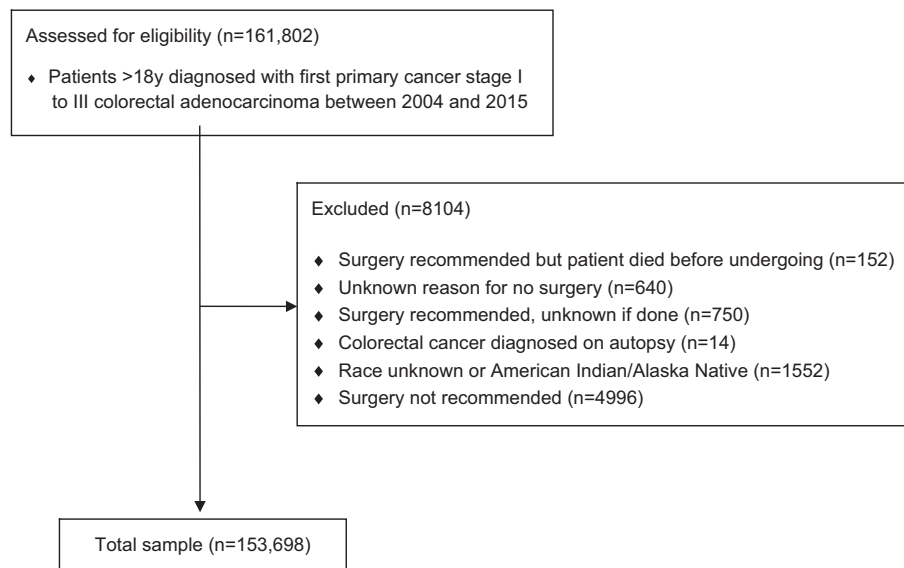 Assessed for eligibility (n=161,802)
♦ Patients >18y diagnosed with first primary cancer stage I
to III colorectal adenocarcinoma between 2004 and 2015
Excluded (n=8104)
♦ Surgery recommended but patient died before undergoing (n=152)
♦ Unknown reason for no surgery (n=640)
♦ Surgery recommended, unknown if done (n=750)
♦ Colorectal cancer diagnosed on autopsy (n=14)
♦ Race unknown or American Indian/Alaska Native (n=1552)
♦ Surgery not recommended (n=4996)
Total sample (n=153,698)